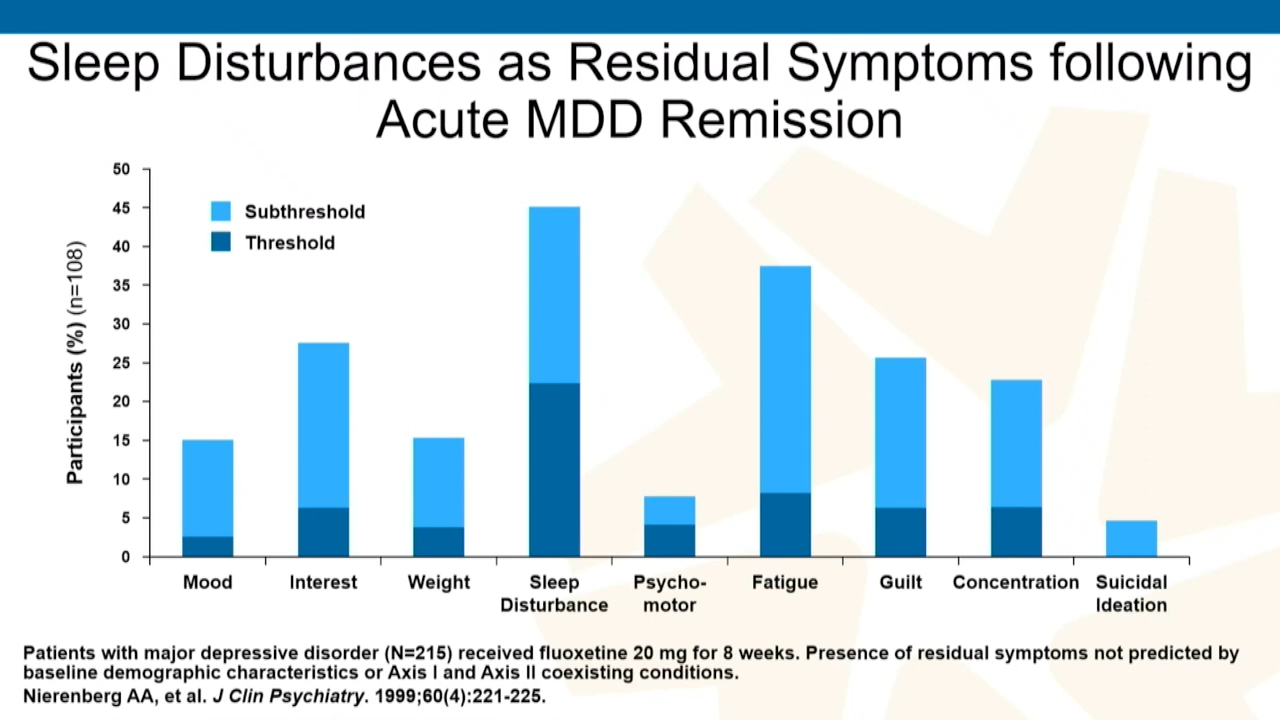 Sleep Disturbances as Residual Symptoms following
Acute MDD Remission
50
45
40
35
30
25
20
15
10
5
0
Participants (%) (n=108)
Subthreshold
Threshold
Mood
Interest
Weight
Sleep
Disturbance
Psycho-
motor
Fatigue
Guilt
Concentration
Suicidal
Ideation
Patients with major depressive disorder (N=215) received fluoxetine 20 mg for 8 weeks. Presence of residual symptoms not predicted by
baseline demographic characteristics or Axis I and Axis II coexisting conditions.
Nierenberg AA, et al. J Clin Psychiatry. 1999;60(4):221-225.